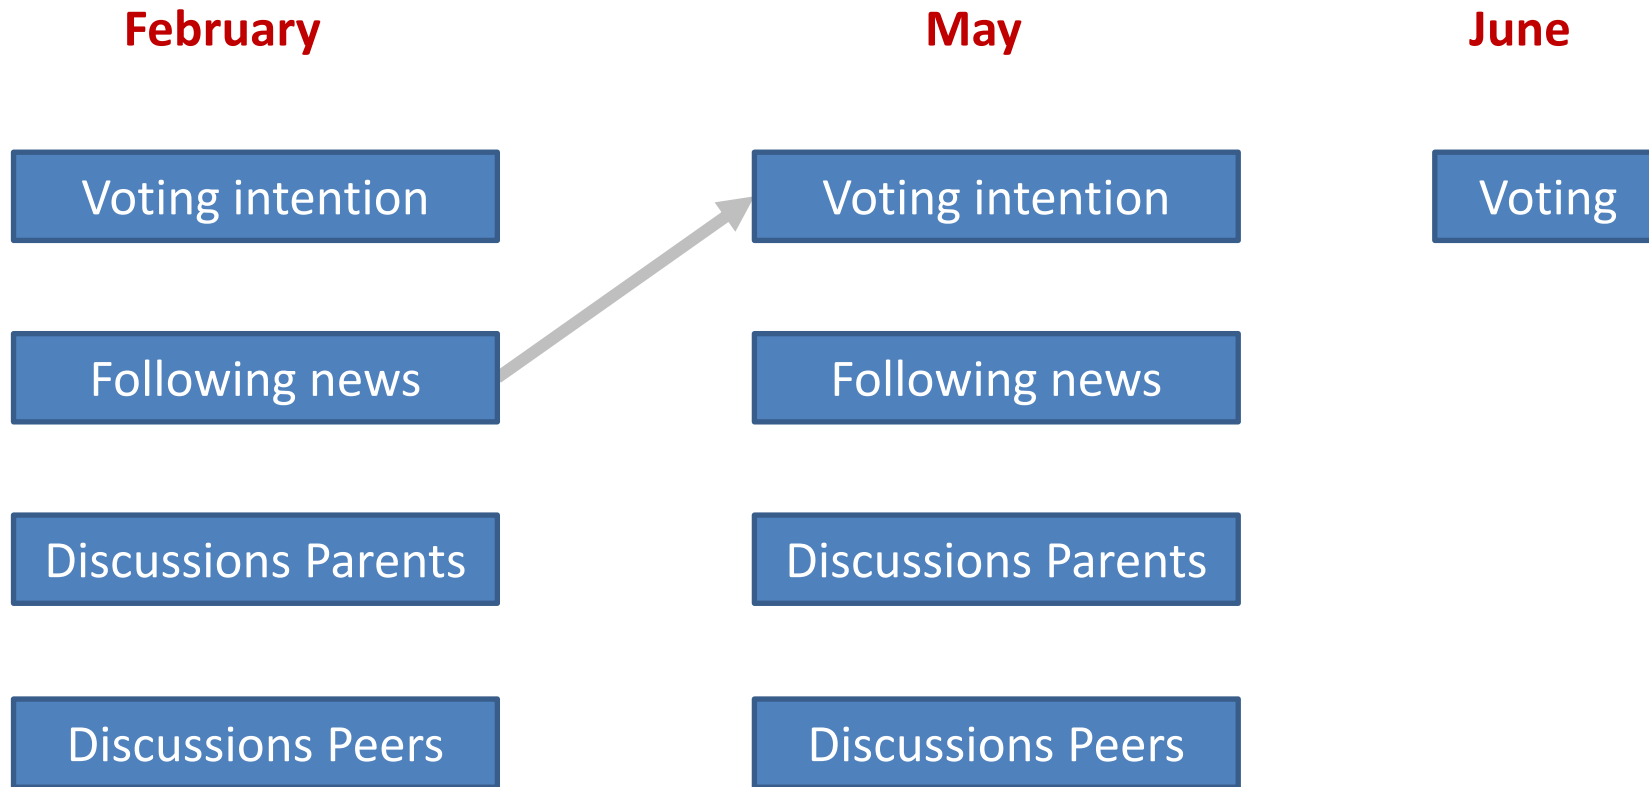 February
May
June
Voting intention
Voting intention
Voting
Following news
Following news
Discussions Parents
Discussions Parents
Discussions Peers
Discussions Peers